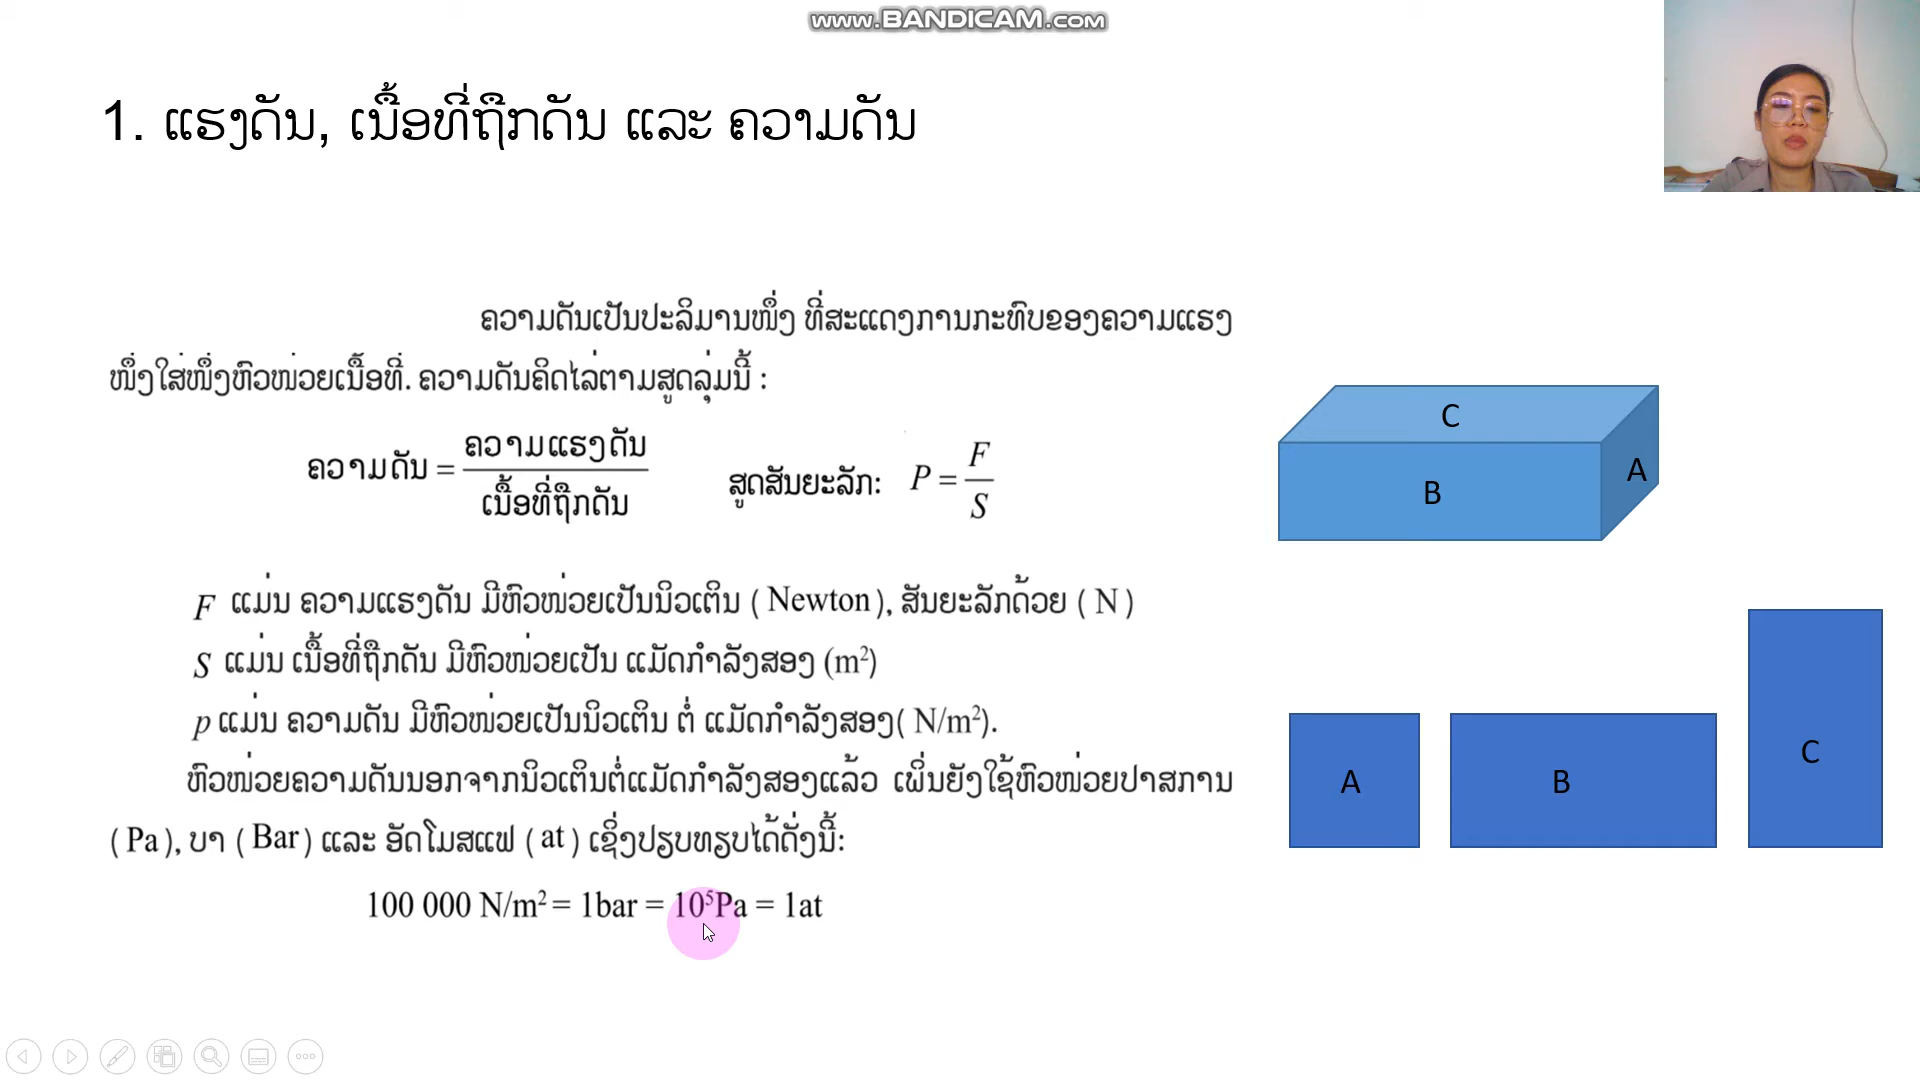 www.BANDICAM.com
1. ແຮງດັນ, ເນື້ອທີ່ຖືກດັນ ແລະ ຄວາມດັນ
ຄວາມດັນເປັນປະລິມານໜຶ່ງ ທີ່ສະແດງການກະທົບຂອງຄວາມແຮງ
ໜຶ່ງໃສ່ໜຶ່ງຫົວໜ່ວຍເນື້ອທີ່. ຄວາມດັນຄິດໄລ່ຕາມສູດລຸ່ມນີ້ :
ຄວາມດັນ = ຄວາມແຮງດັນ / ເນື້ອທີ່ຖືກດັນ ສູດສັນຍະລັກ: P = F / S
F ແມ່ນ ຄວາມແຮງດັນ ມີຫົວໜ່ວຍເປັນນິວເຕິນ ( Newton ), ສັນຍະລັກດ້ວຍ ( N )
S ແມ່ນ ເນື້ອທີ່ຖືກດັນ ມີຫົວໜ່ວຍເປັນ ແມັດກຳລັງສອງ (m²)
p ແມ່ນ ຄວາມດັນ ມີຫົວໜ່ວຍເປັນນິວເຕິນ ຕໍ່ ແມັດກຳລັງສອງ( N/m²).
ຫົວໜ່ວຍຄວາມດັນນອກຈາກນິວເຕິນຕໍ່ແມັດກຳລັງສອງແລ້ວ ເພິ່ນຍັງໃຊ້ຫົວໜ່ວຍປາສການ
( Pa ), ບາ ( Bar ) ແລະ ອັດໂມສແຟ ( at ) ເຊິ່ງປຽບທຽບໄດ້ດັ່ງນີ້:
100 000 N/m² = 1bar = 10⁵Pa = 1at
C
B
A
A
B
C